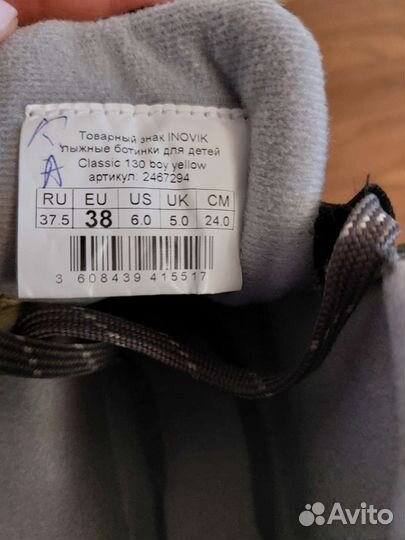 Товарный знак INOVIK
лыжные ботинки для детей
Classic 130 boy yellow
артикул: 2467294
RU EU US UK CM
37.5 38 6.0 5.0 24.0
3 608439 415517
Avito